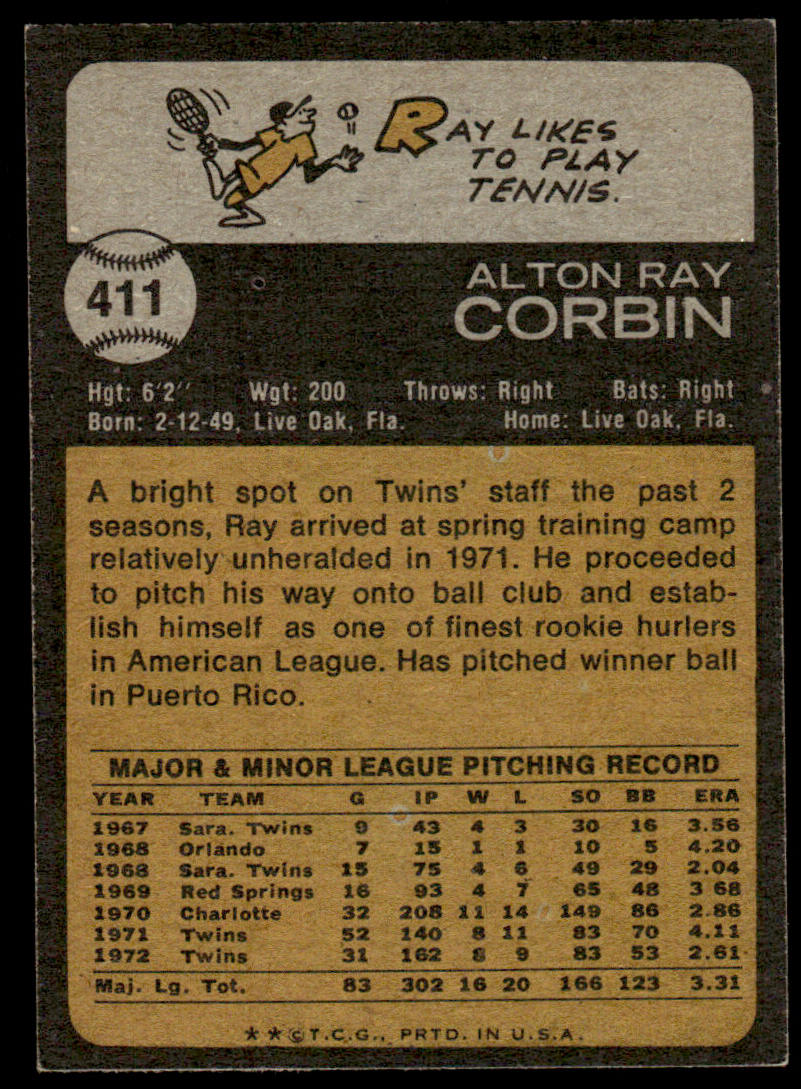 RAY LIKES
TO PLAY
TENNIS.
411
ALTON RAY
CORBIN
Hgt: 6'2" Wgt: 200 Throws: Right Bats: Right
Born: 2-12-49, Live Oak, Fla. Home: Live Oak, Fla.
A bright spot on Twins' staff the past 2
seasons, Ray arrived at spring training camp
relatively unheralded in 1971. He proceeded
to pitch his way onto ball club and estab-
lish himself as one of finest rookie hurlers
in American League. Has pitched winner ball
in Puerto Rico.
MAJOR & MINOR LEAGUE PITCHING RECORD
YEAR TEAM G IP W L SO BB ERA
1967 Sara. Twins 9 43 4 3 30 16 3.56
1968 Orlando 7 15 1 1 10 5 4.20
1968 Sara. Twins 15 75 4 6 49 29 2.04
1969 Red Springs 16 93 4 7 65 48 3 68
1970 Charlotte 32 208 11 14 149 86 2.86
1971 Twins 52 140 8 11 83 70 4.11
1972 Twins 31 162 8 9 83 53 2.61
Maj. Lg. Tot. 83 302 16 20 166 123 3.31
**©T.C.G., PRTD. IN U.S.A.